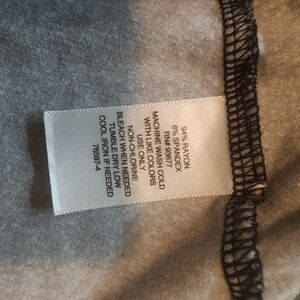 94% RAYON
6% SPANDEX
RN# 93677
MACHINE WASH COLD
WITH LIKE COLORS
USE ONLY
NON-CHLORINE
BLEACH WHEN NEEDED
TUMBLE DRY LOW
COOL IRON IF NEEDED
76097-4